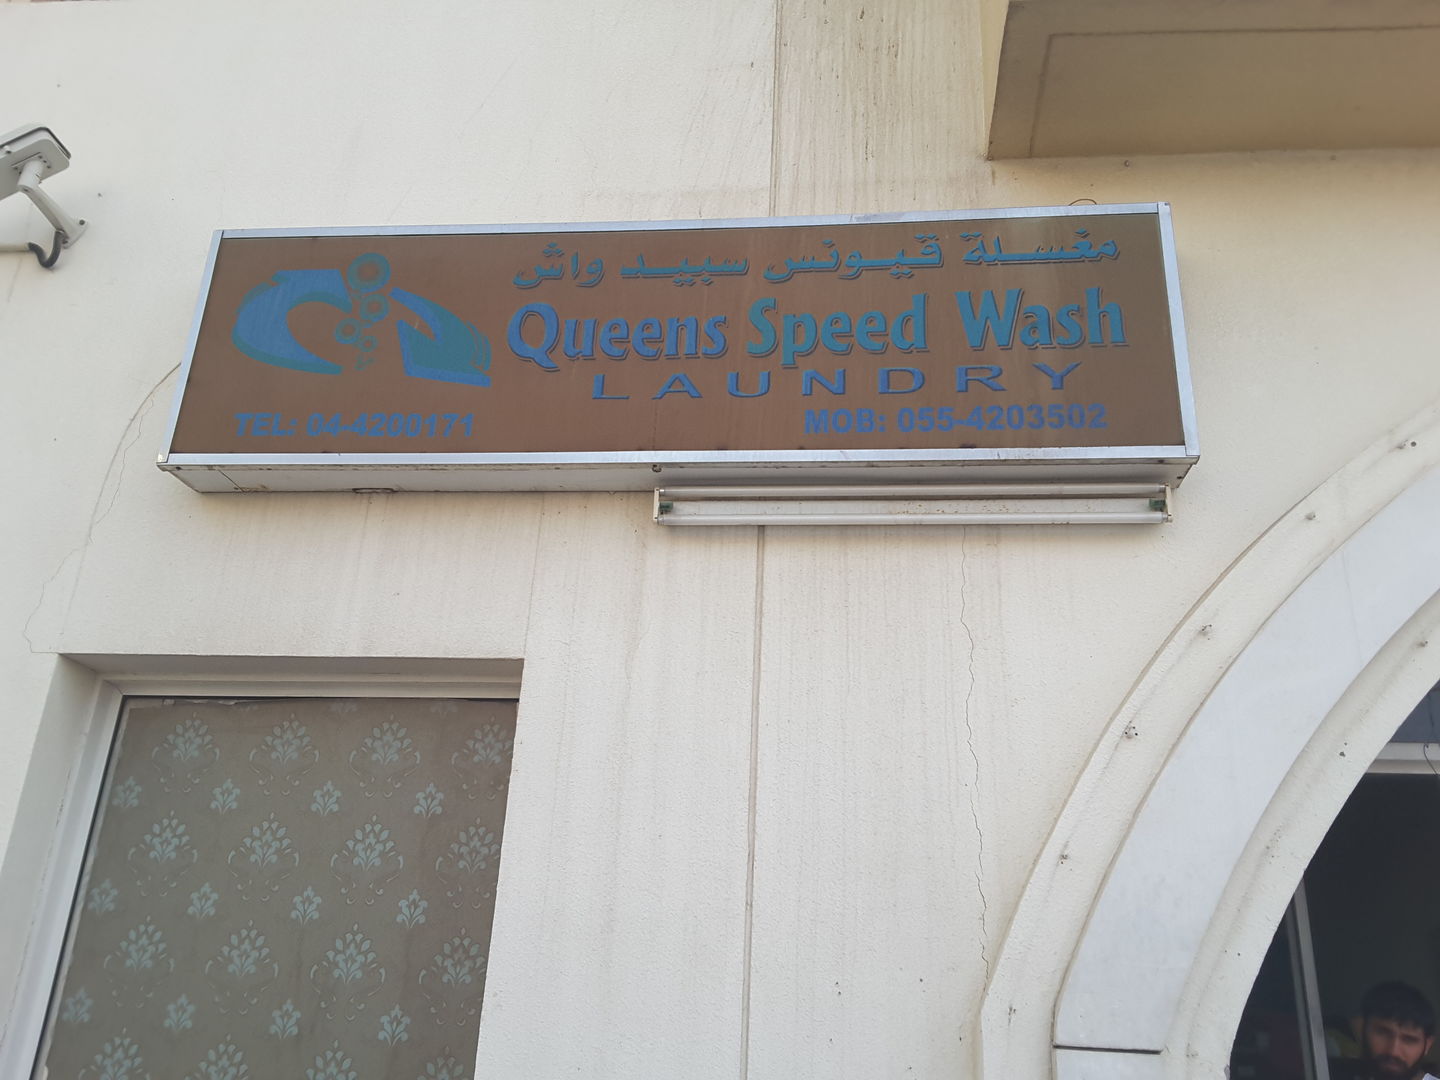 مغسلة قيونس سبيد واش
Queens Speed Wash
LAUNDRY
TEL: 04-4200171 MOB: 055-4203502